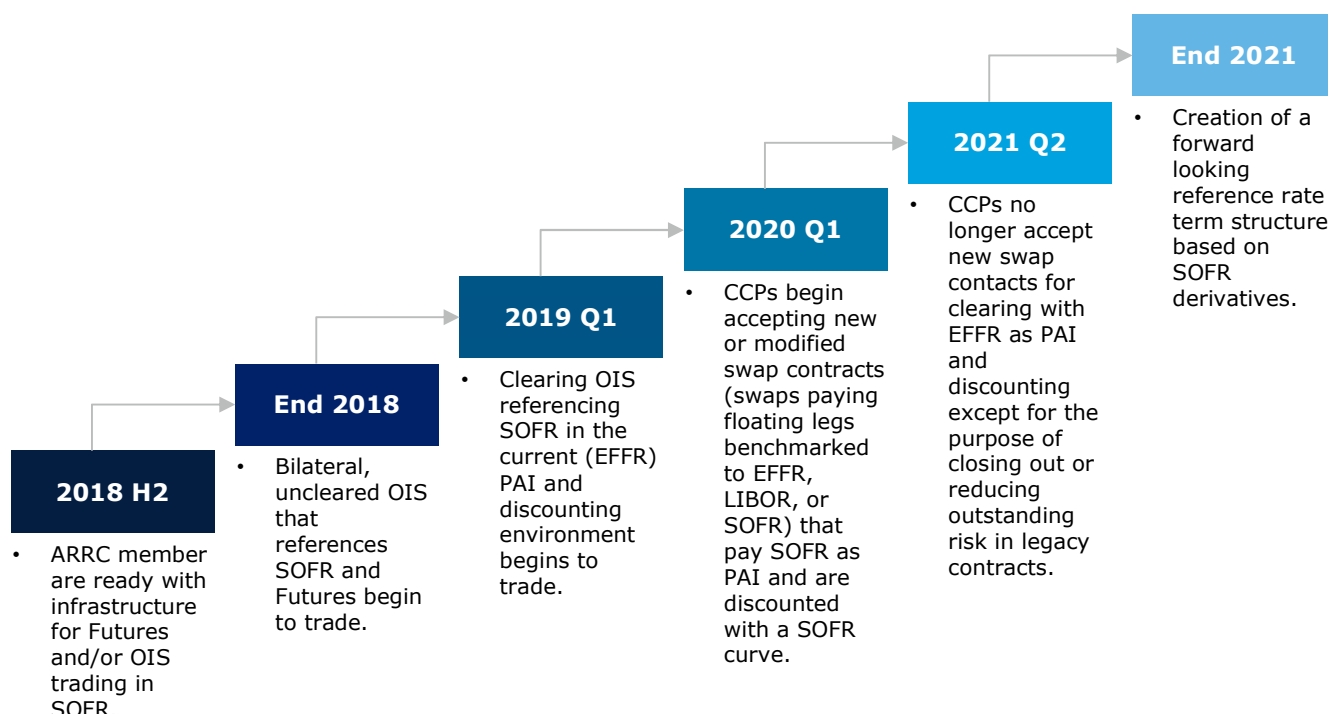 2018 H2
• ARRC member
are ready with
infrastructure
for Futures
and/or OIS
trading in
SOFR
End 2018
• Bilateral,
uncleared OIS
that
references
SOFR and
Futures begin
to trade.
2019 Q1
• Clearing OIS
referencing
SOFR in the
current (EFFR)
PAI and
discounting
environment
begins to
trade.
2020 Q1
• CCPs begin
accepting new
or modified
swap contracts
(swaps paying
floating legs
benchmarked
to EFFR,
LIBOR, or
SOFR) that
pay SOFR as
PAI and are
discounted
with a SOFR
curve.
2021 Q2
• CCPs no
longer accept
new swap
contacts for
clearing with
EFFR as PAI
and
discounting
except for the
purpose of
closing out or
reducing
outstanding
risk in legacy
contracts.
End 2021
• Creation of a
forward
looking
reference rate
term structure
based on
SOFR
derivatives.